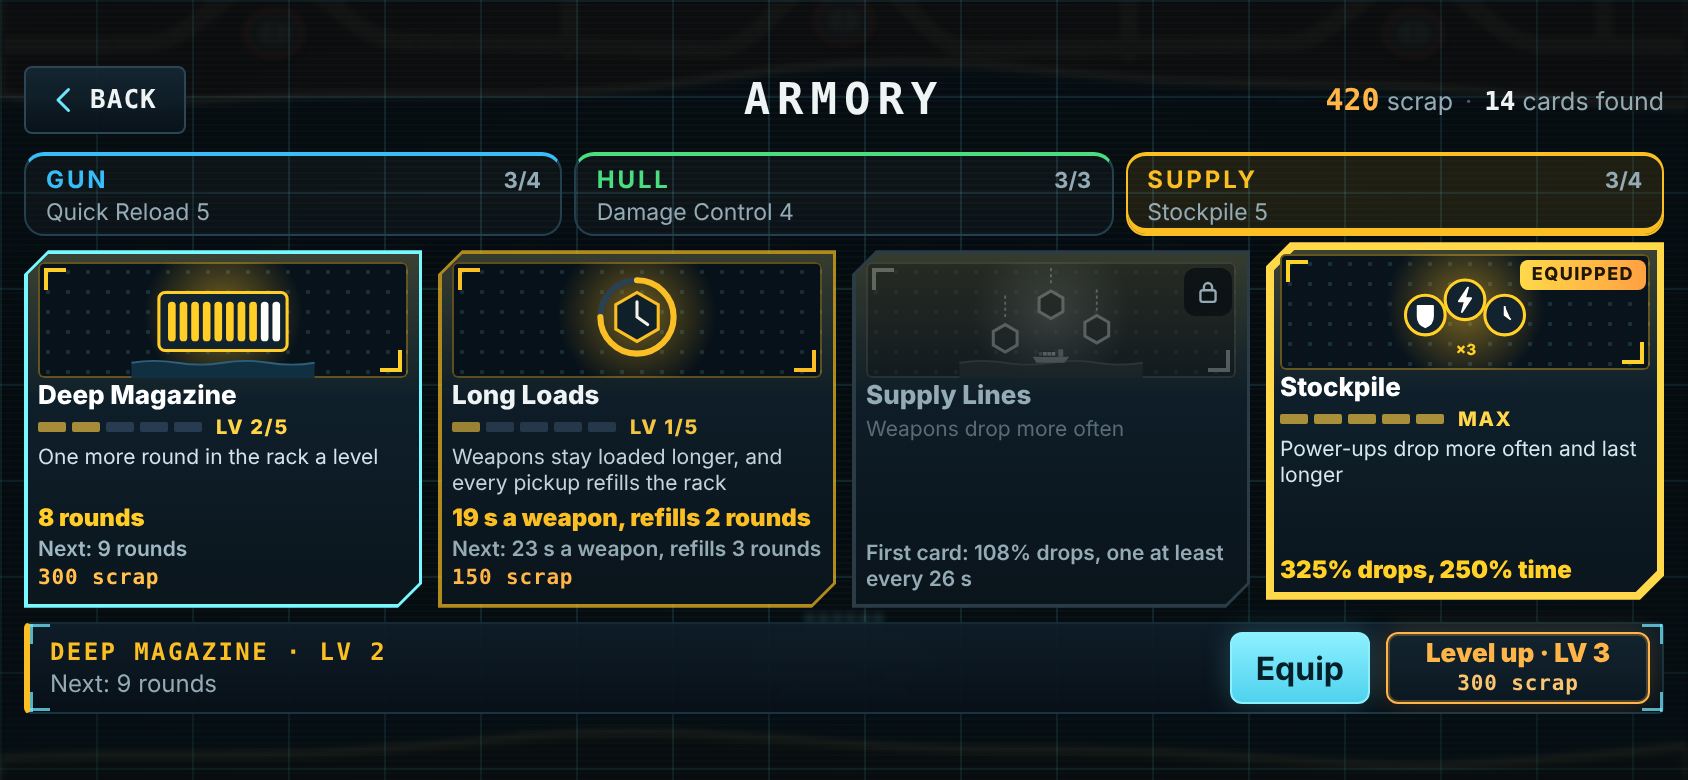 BACK
ARMORY
420 scrap · 14 cards found
GUN 3/4
Quick Reload 5
HULL 3/3
Damage Control 4
SUPPLY 3/4
Stockpile 5
Deep Magazine
LV 2/5
One more round in the rack a level
8 rounds
Next: 9 rounds
300 scrap
Long Loads
LV 1/5
Weapons stay loaded longer, and
every pickup refills the rack
19 s a weapon, refills 2 rounds
Next: 23 s a weapon, refills 3 rounds
150 scrap
Supply Lines
Weapons drop more often
First card: 108% drops, one at least
every 26 s
EQUIPPED
×3
Stockpile
MAX
Power-ups drop more often and last
longer
325% drops, 250% time
DEEP MAGAZINE · LV 2
Next: 9 rounds
Equip
Level up · LV 3
300 scrap